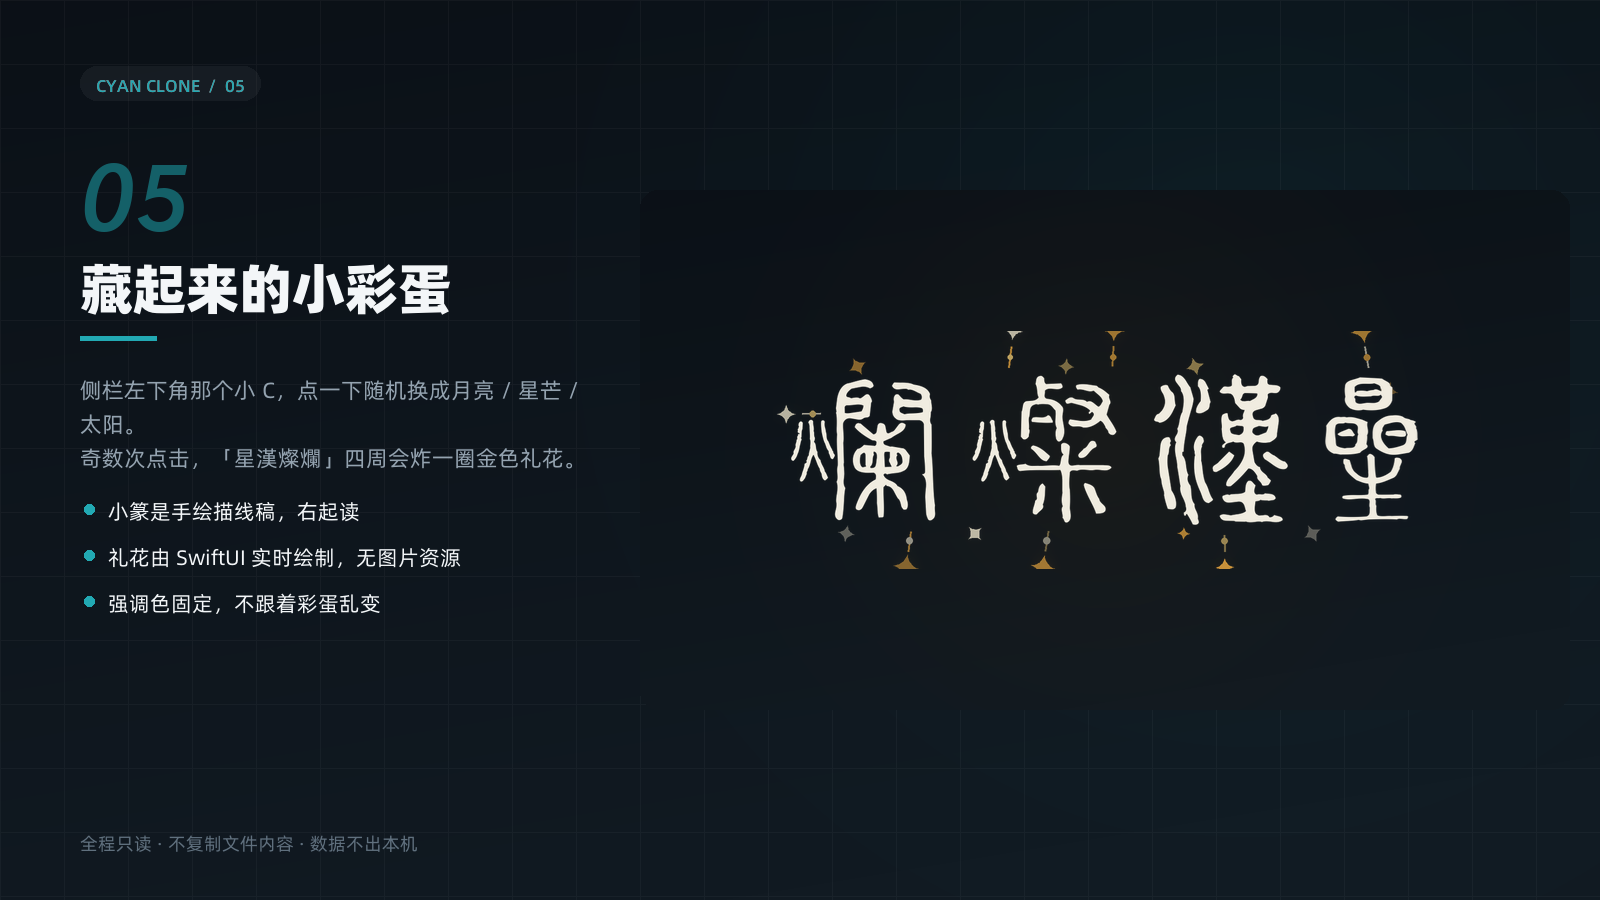 CYAN CLONE / 05
05
藏起来的小彩蛋
侧栏左下角那个小 C，点一下随机换成月亮 / 星芒 /
太阳。
奇数次点击，「星漢燦爛」四周会炸一圈金色礼花。
小篆是手绘描线稿，右起读
礼花由 SwiftUI 实时绘制，无图片资源
强调色固定，不跟着彩蛋乱变
星漢燦爛
全程只读 · 不复制文件内容 · 数据不出本机